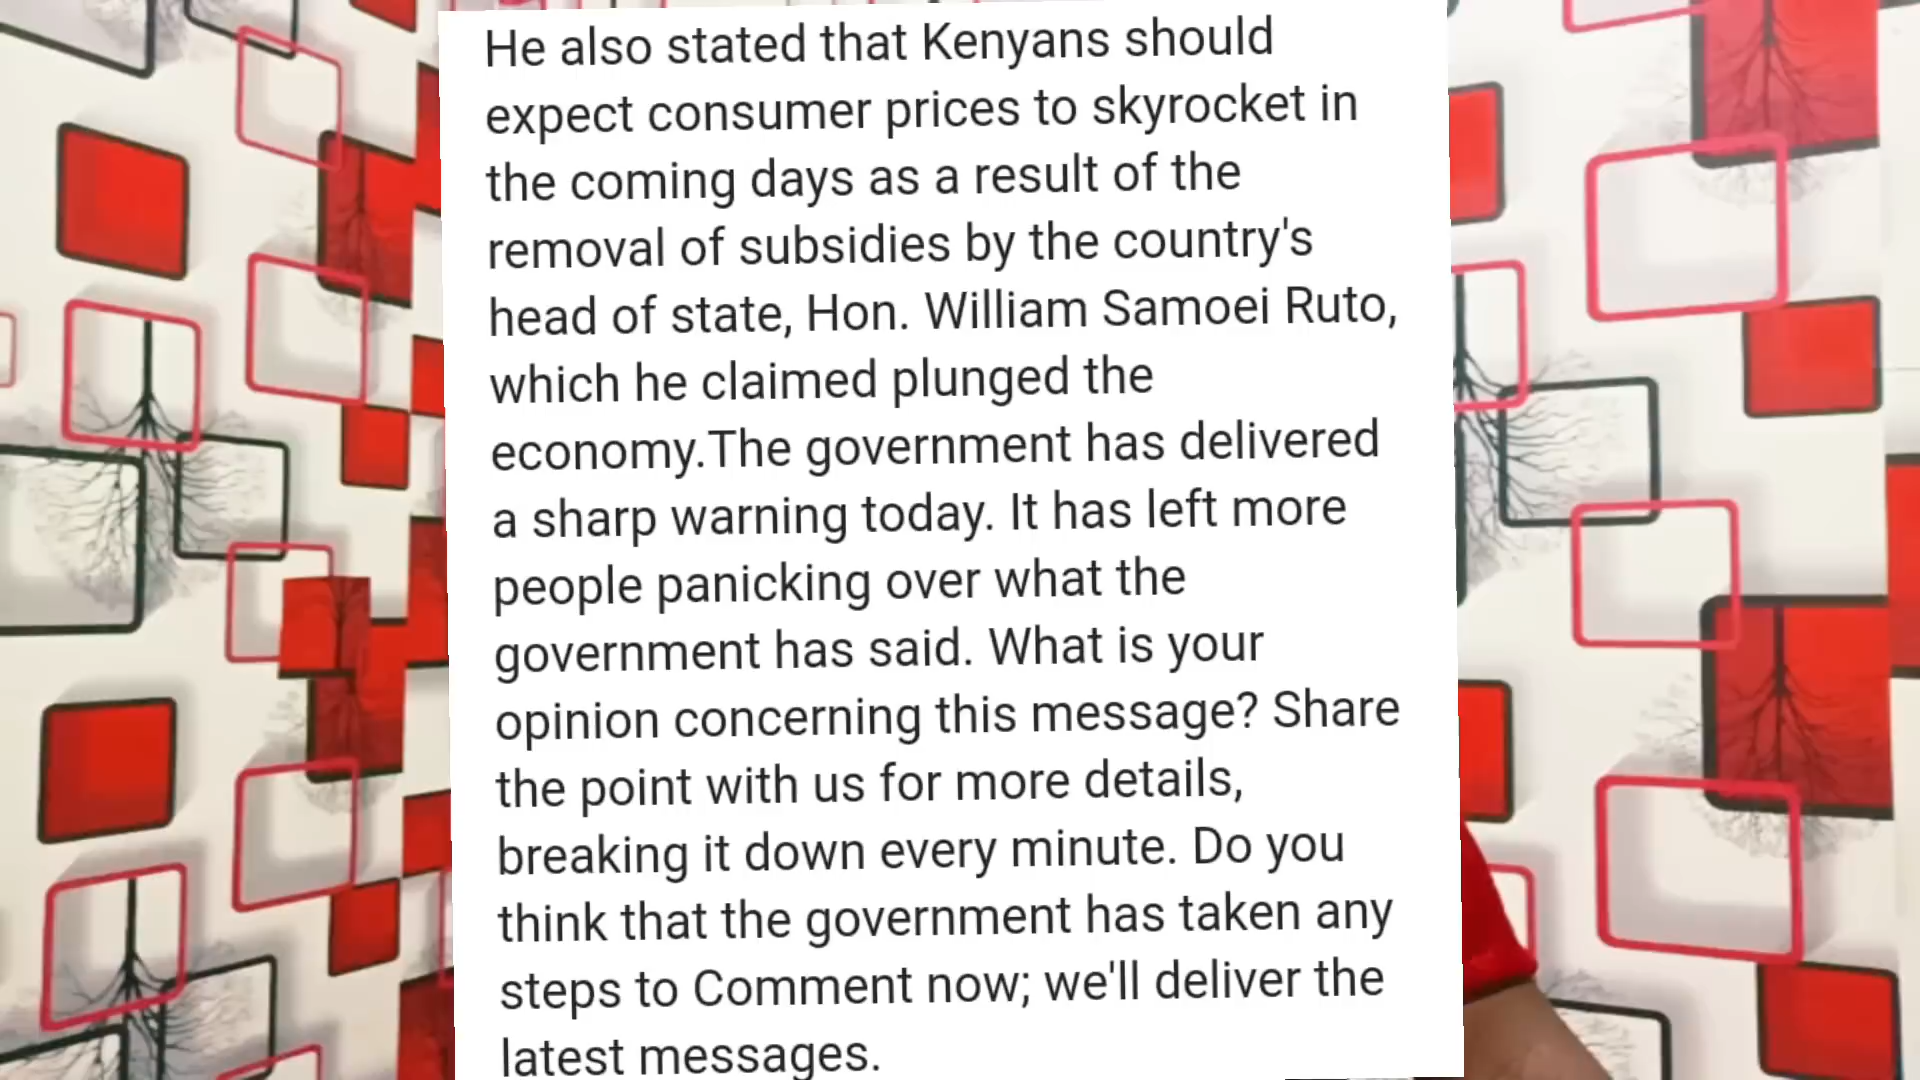 He also stated that Kenyans should
expect consumer prices to skyrocket in
the coming days as a result of the
removal of subsidies by the country's
head of state, Hon. William Samoei Ruto,
which he claimed plunged the
economy.The government has delivered
a sharp warning today. It has left more
people panicking over what the
government has said. What is your
opinion concerning this message? Share
the point with us for more details,
breaking it down every minute. Do you
think that the government has taken any
steps to Comment now; we'll deliver the
latest messages.